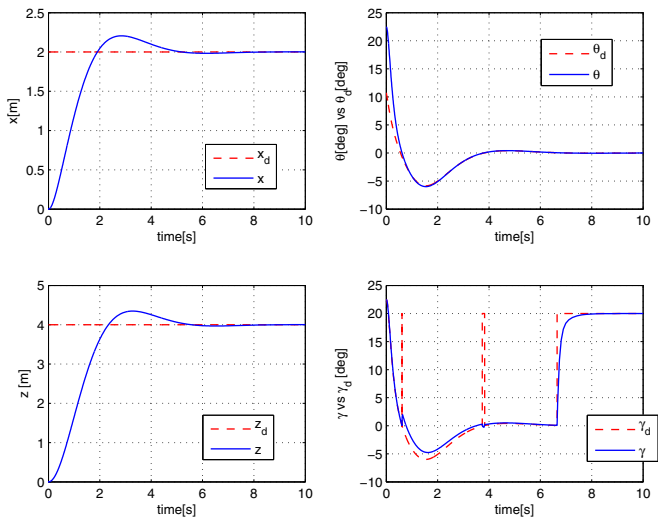 2.5
2
1.5
1
0.5
0
x[m]
x_d
x
0 2 4 6 8 10
time[s]
25
20
15
10
5
0
−5
−10
θ[deg] vs θ_d[deg]
θ_d
θ
0 2 4 6 8 10
time[s]
5
4
3
2
1
0
z [m]
z_d
z
0 2 4 6 8 10
time[s]
25
20
15
10
5
0
−5
−10
γ vs γ_d [deg]
γ_d
γ
0 2 4 6 8 10
time[s]